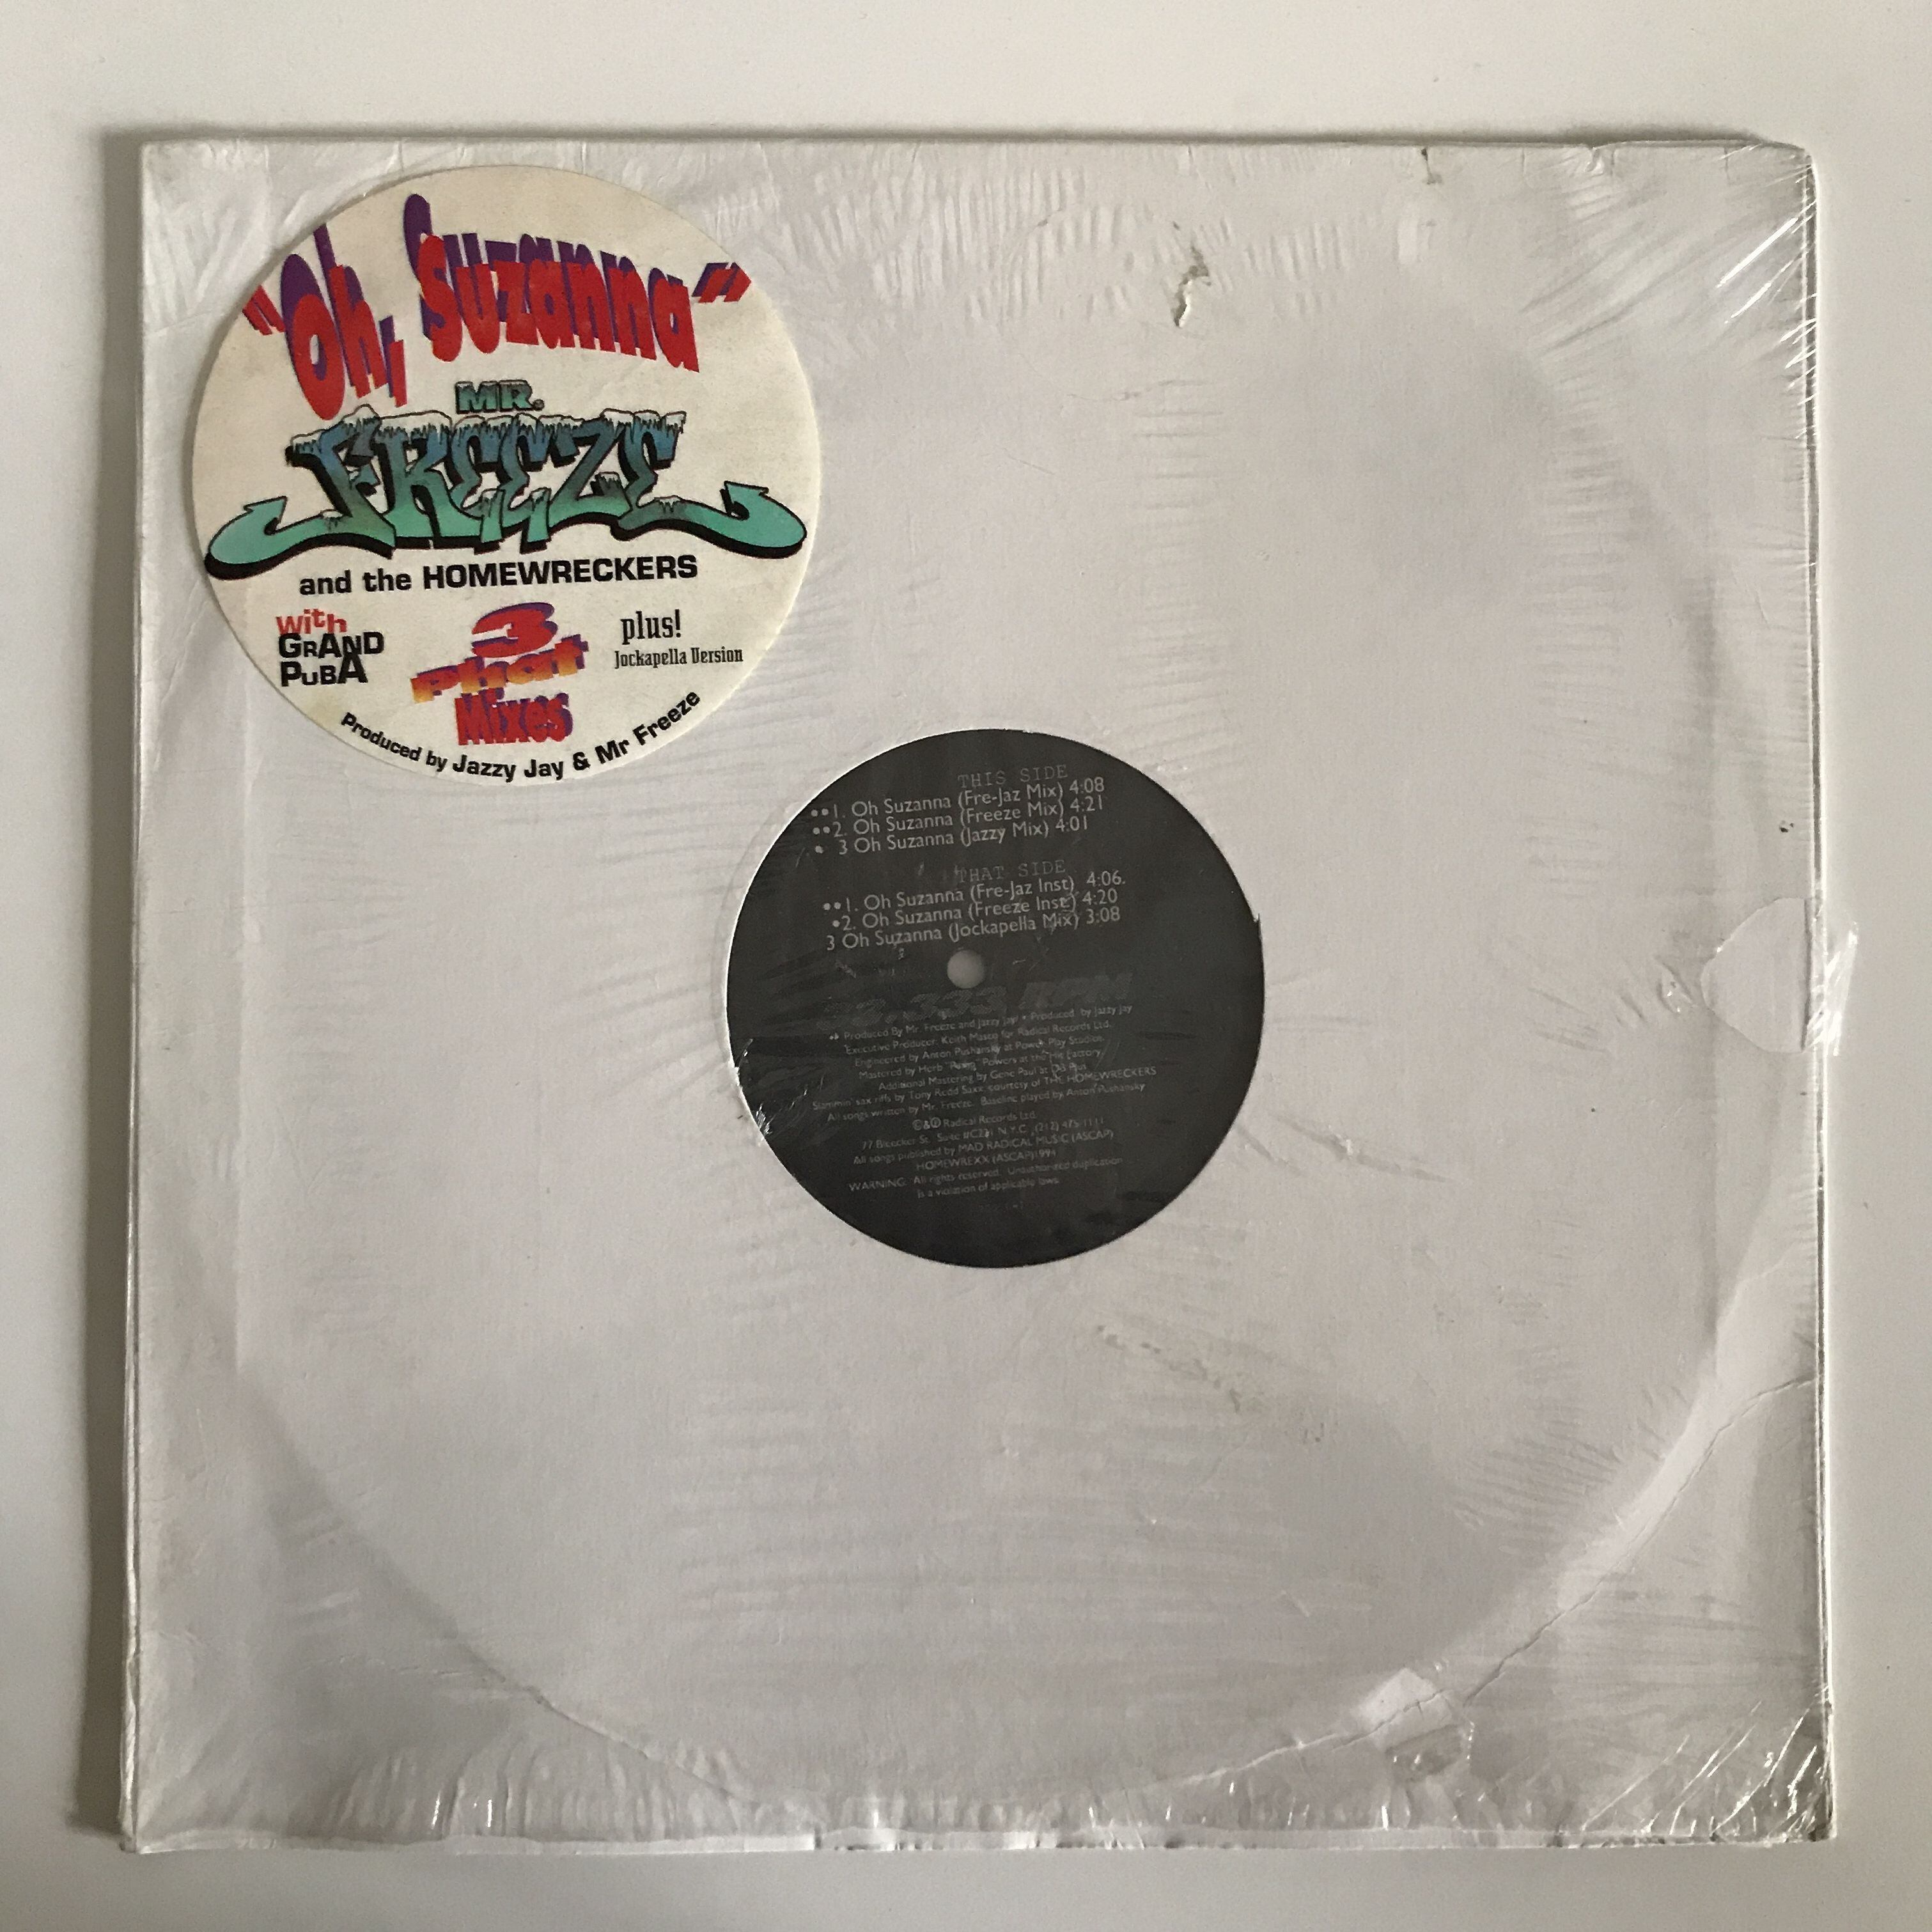 "Oh, Suzanna"
MR.
FREEZE
and the HOMEWRECKERS
With
GRAND
PUBA
3
Phat
Mixes
plus!
Jockapella Version
Produced by Jazzy Jay & Mr Freeze
THIS SIDE
••1. Oh Suzanna (Fre-Jaz Mix) 4:08
••2. Oh Suzanna (Freeze Mix) 4:21
• 3 Oh Suzanna (Jazzy Mix) 4:01
THAT SIDE
••1. Oh Suzanna (Fre-Jaz Inst) 4:06.
•2. Oh Suzanna (Freeze Inst) 4:20
3 Oh Suzanna (Jockapella Mix) 3:08
RPM
•• Produced By Mr. Freeze and Jazzy Jay • Produced by Jazzy Jay
Executive Producer: Keith Masco for Radical Records Ltd.
Engineered by Anton Pushansky at Power Play Studios
Mastered by Herb Powers at the Hit Factory
Additional Mastering by Gene Paul at Plus
Slammin' sax riffs by Tony Redd Saxx courtesy of THE HOMEWRECKERS
All songs written by Mr. Freeze. Baseline played by Anton Pushansky
©&℗ Radical Records Ltd.
77 Bleecker St. Suite #C221 N.Y.C. (212) 475-1111
All songs published by MAD RADICAL MUSIC (ASCAP)
HOMEWREXX (ASCAP)1994
WARNING: All rights reserved. Unauthorized duplication
is a violation of applicable laws